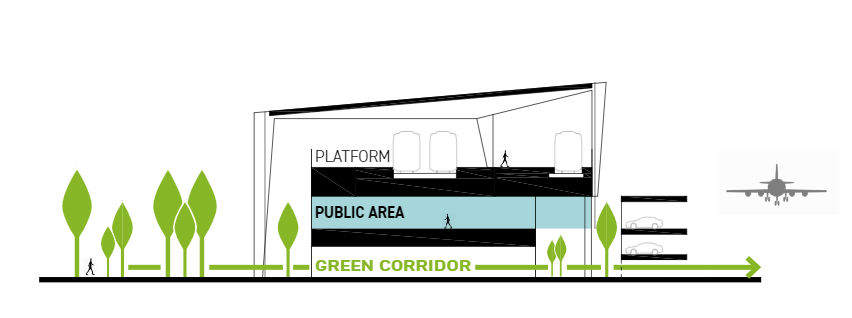 PLATFORM
PUBLIC AREA
GREEN CORRIDOR